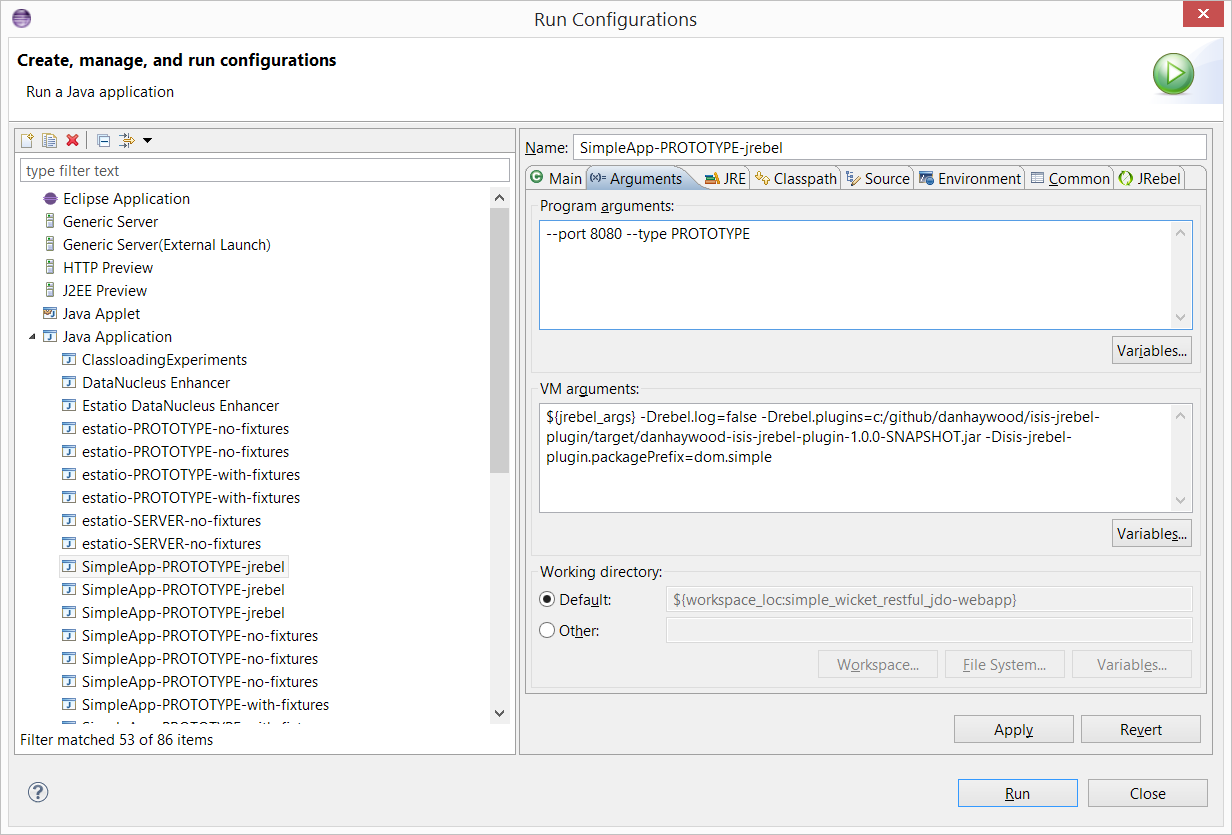 Run Configurations
Create, manage, and run configurations
Run a Java application
type filter text
Eclipse Application
Generic Server
Generic Server(External Launch)
HTTP Preview
J2EE Preview
Java Applet
Java Application
ClassloadingExperiments
DataNucleus Enhancer
Estatio DataNucleus Enhancer
estatio-PROTOTYPE-no-fixtures
estatio-PROTOTYPE-no-fixtures
estatio-PROTOTYPE-with-fixtures
estatio-PROTOTYPE-with-fixtures
estatio-SERVER-no-fixtures
estatio-SERVER-no-fixtures
SimpleApp-PROTOTYPE-jrebel
SimpleApp-PROTOTYPE-jrebel
SimpleApp-PROTOTYPE-jrebel
SimpleApp-PROTOTYPE-no-fixtures
SimpleApp-PROTOTYPE-no-fixtures
SimpleApp-PROTOTYPE-no-fixtures
SimpleApp-PROTOTYPE-with-fixtures
Filter matched 53 of 86 items
Name: SimpleApp-PROTOTYPE-jrebel
Main (x)= Arguments JRE Classpath Source Environment Common JRebel
Program arguments:
--port 8080 --type PROTOTYPE
Variables...
VM arguments:
${jrebel_args} -Drebel.log=false -Drebel.plugins=c:/github/danhaywood/isis-jrebel-
plugin/target/danhaywood-isis-jrebel-plugin-1.0.0-SNAPSHOT.jar -Disis-jrebel-
plugin.packagePrefix=dom.simple
Variables...
Working directory:
Default: ${workspace_loc:simple_wicket_restful_jdo-webapp}
Other:
Workspace... File System... Variables...
Apply Revert
Run Close